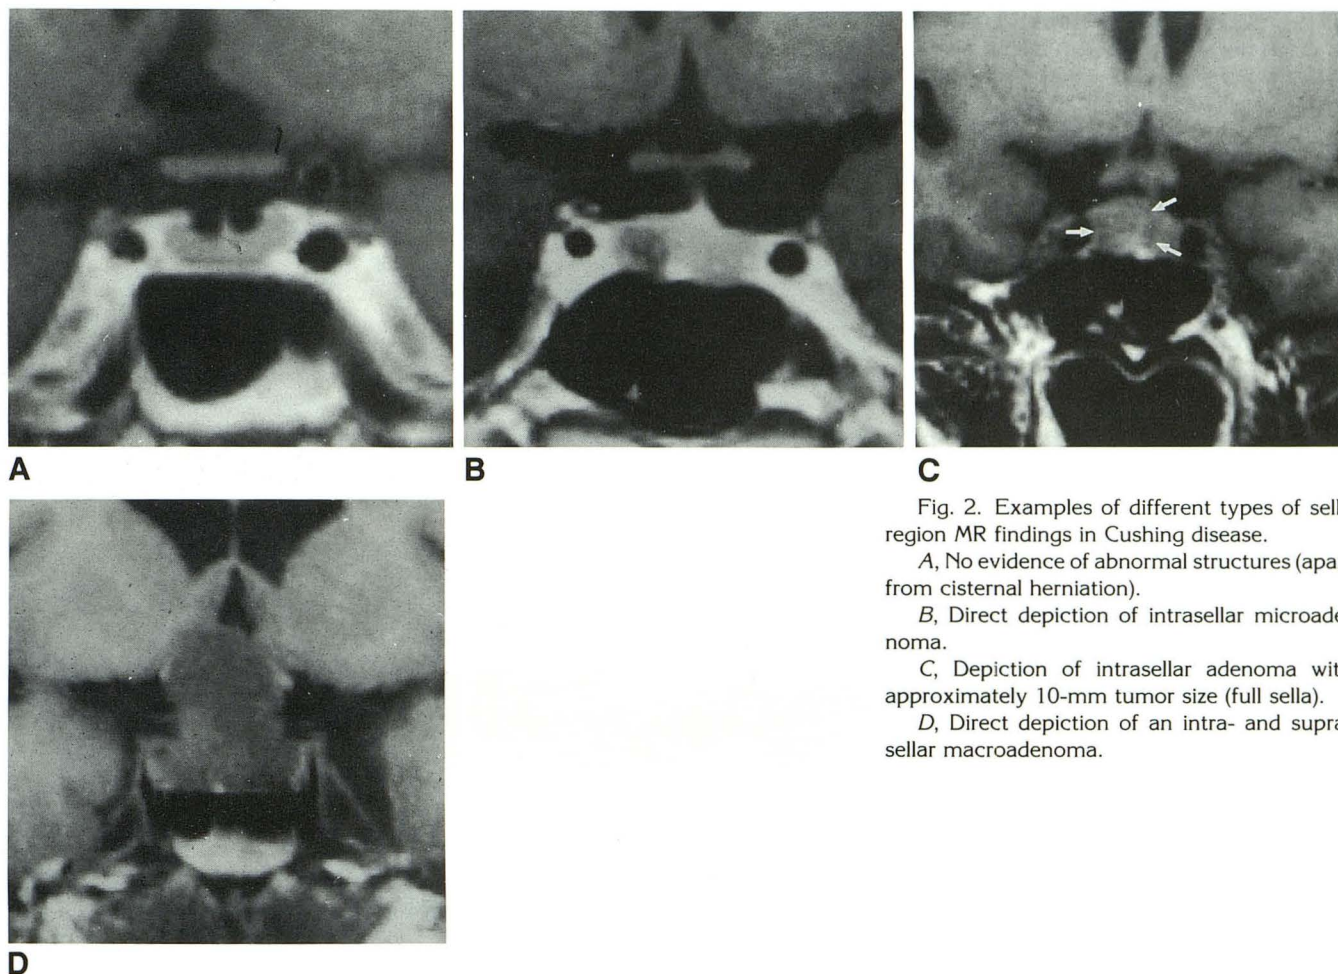 A
B
C
Fig. 2. Examples of different types of sell
region MR findings in Cushing disease.
A, No evidence of abnormal structures (apa
from cisternal herniation).
B, Direct depiction of intrasellar microade
noma.
C, Depiction of intrasellar adenoma wit
approximately 10-mm tumor size (full sella).
D, Direct depiction of an intra- and supra
sellar macroadenoma.
D